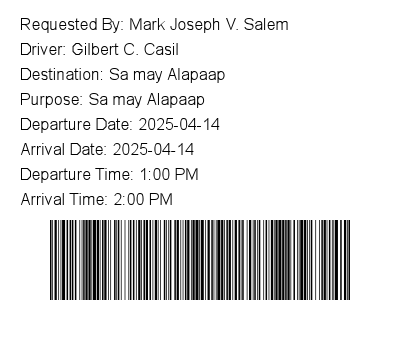 Requested By: Mark Joseph V. Salem
Driver: Gilbert C. Casil
Destination: Sa may Alapaap
Purpose: Sa may Alapaap
Departure Date: 2025-04-14
Arrival Date: 2025-04-14
Departure Time: 1:00 PM
Arrival Time: 2:00 PM